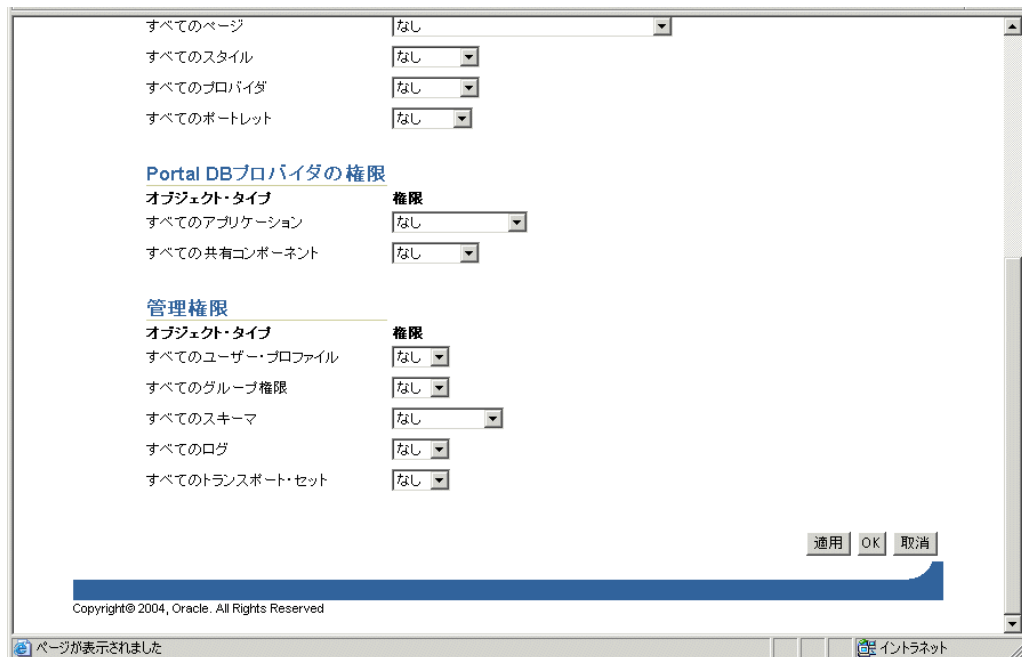 すべてのページ なし
すべてのスタイル なし
すべてのプロバイダ なし
すべてのポートレット なし
Portal DBプロバイダの権限
オブジェクト・タイプ 権限
すべてのアプリケーション なし
すべての共有コンポーネント なし
管理権限
オブジェクト・タイプ 権限
すべてのユーザー・プロファイル なし
すべてのグループ権限 なし
すべてのスキーマ なし
すべてのログ なし
すべてのトランスポート・セット なし
適用 OK 取消
Copyright© 2004, Oracle. All Rights Reserved
ページが表示されました イントラネット